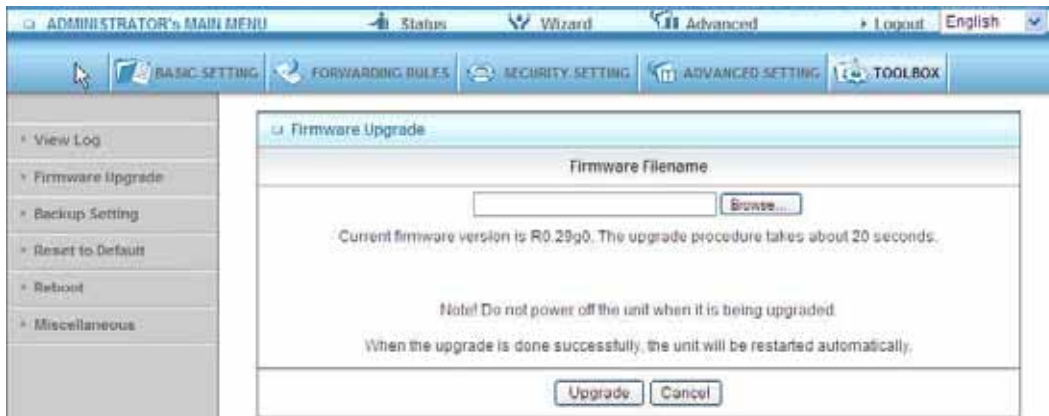 ADMINISTRATOR's MAIN MENU Status Wizard Advanced Logout English
BASIC SETTING FORWARDING RULES SECURITY SETTING ADVANCED SETTING TOOLBOX
View Log
Firmware Upgrade
Backup Setting
Reset to Default
Reboot
Miscellaneous
Firmware Upgrade
Firmware Filename
Browse...
Current firmware version is R0.29g0. The upgrade procedure takes about 20 seconds.
Note! Do not power off the unit when it is being upgraded.
When the upgrade is done successfully, the unit will be restarted automatically.
Upgrade Cancel